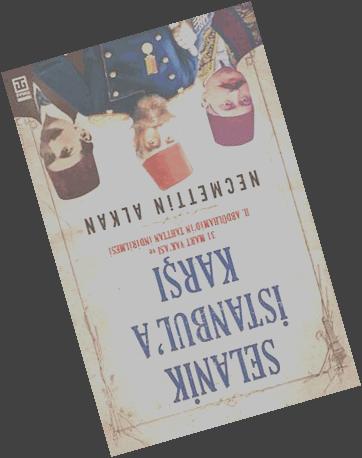 SELANİK
İSTANBUL'A
KARŞI
31 MART VAK'ASI ve
II. ABDÜLHAMİD'İN TAHTTAN İNDİRİLMESİ
NECMETTİN ALKAN